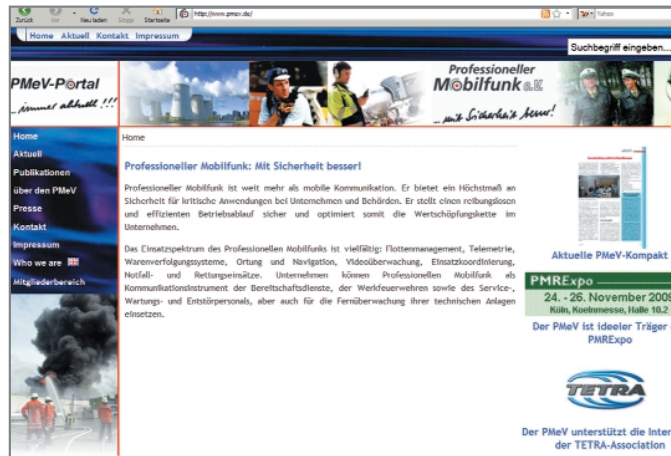 Zurück
Vor
Neu laden
Stopp
Startseite
http://www.pmev.de/
Yahoo
Home Aktuell Kontakt Impressum
Suchbegriff eingeben...
PMeV-Portal
... immer aktuell !!!
Professioneller
Mobilfunk e.V.
... mit Sicherheit besser!
Home
Aktuell
Publikationen
über den PMeV
Presse
Kontakt
Impressum
Who we are
Mitgliederbereich
Home
Professioneller Mobilfunk: Mit Sicherheit besser!
Professioneller Mobilfunk ist weit mehr als mobile Kommunikation. Er bietet ein Höchstmaß an
Sicherheit für kritische Anwendungen bei Unternehmen und Behörden. Er stellt einen reibungslosen
und effizienten Betriebsablauf sicher und optimiert somit die Wertschöpfungskette im
Unternehmen.
Das Einsatzspektrum des Professionellen Mobilfunks ist vielfältig: Flottenmanagement, Telemetrie,
Warenverfolgungssysteme, Ortung und Navigation, Videoüberwachung, Einsatzkoordinierung,
Notfall- und Rettungseinsätze. Unternehmen können Professionellen Mobilfunk als
Kommunikationsinstrument der Bereitschaftsdienste, der Werkfeuerwehren sowie des Service-,
Wartungs- und Entstörpersonals, aber auch für die Fernüberwachung ihrer technischen Anlagen
einsetzen.
Aktuelle PMeV-Kompakt
PMRExpo
24. - 26. November 2009
Köln, Koelnmesse, Halle 10.2
Der PMeV ist ideeler Träger
PMRExpo
TETRA
Der PMeV unterstützt die Inter
der TETRA-Association